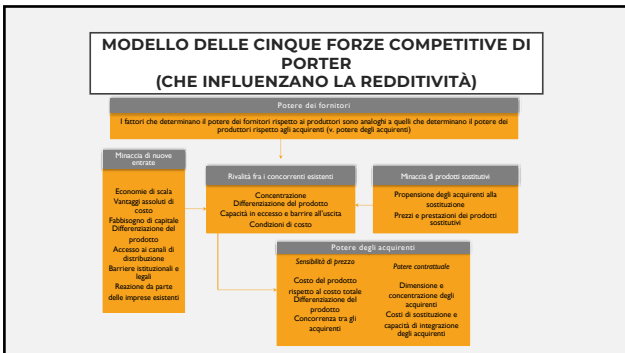 MODELLO DELLE CINQUE FORZE COMPETITIVE DI
PORTER
(CHE INFLUENZANO LA REDDITIVITÀ)
Potere dei fornitori
I fattori che determinano il potere dei fornitori rispetto ai produttori sono analoghi a quelli che determinano il potere dei
produttori rispetto agli acquirenti (v. potere degli acquirenti)
Minaccia di nuove
entrate
Economie di scala
Vantaggi assoluti di
costo
Fabbisogno di capitale
Differenziazione del
prodotto
Accesso ai canali di
distribuzione
Barriere istituzionali e
legali
Reazione da parte
delle imprese esistenti
Rivalità fra i concorrenti esistenti
Concentrazione
Differenziazione del prodotto
Capacità in eccesso e barrire all'uscita
Condizioni di costo
Minaccia di prodotti sostitutivi
Propensione degli acquirenti alla
sostituzione
Prezzi e prestazioni dei prodotti
sostitutivi
Potere degli acquirenti
Sensibilità di prezzo
Costo del prodotto
rispetto al costo totale
Differenziazione del
prodotto
Concorrenza tra gli
acquirenti
Potere contrattuale
Dimensione e
concentrazione degli
acquirenti
Costi di sostituzione e
capacità di integrazione
degli acquirenti